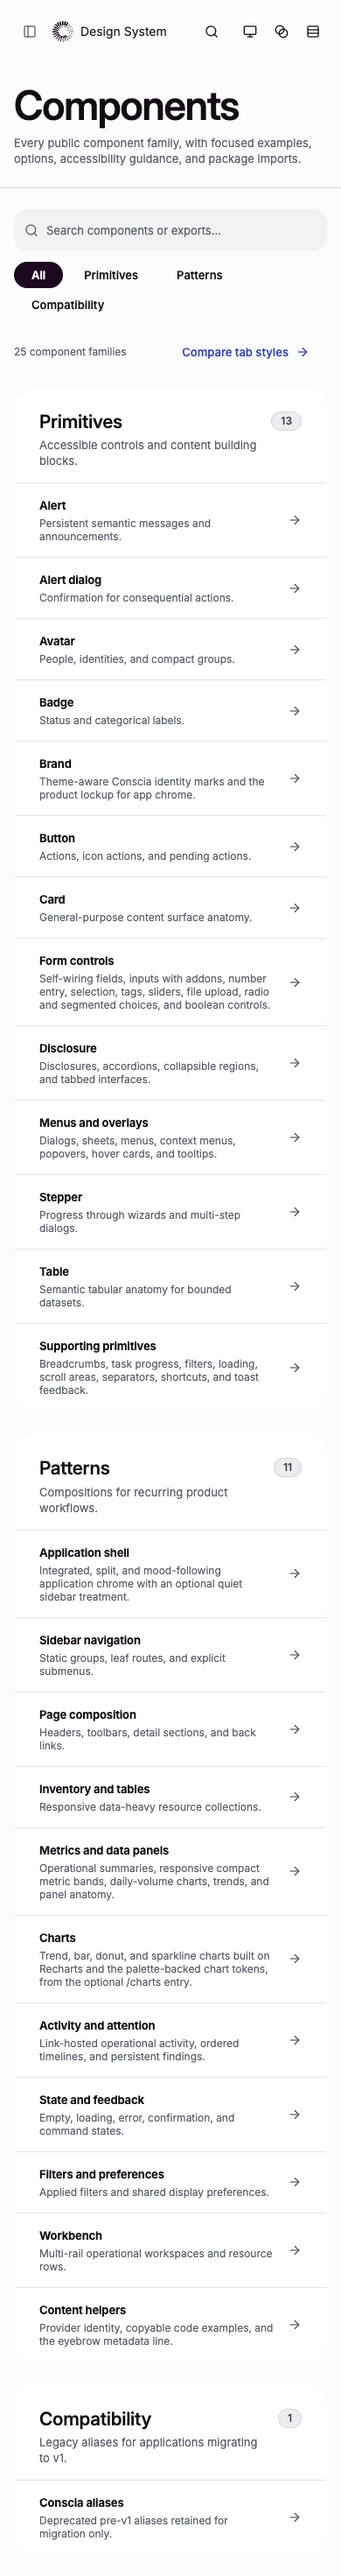 Design System
Components
Every public component family, with focused examples,
options, accessibility guidance, and package imports.
Search components or exports...
All
Primitives
Patterns
Compatibility
25 component families
Compare tab styles
Primitives
13
Accessible controls and content building
blocks.
Alert
Persistent semantic messages and
announcements.
Alert dialog
Confirmation for consequential actions.
Avatar
People, identities, and compact groups.
Badge
Status and categorical labels.
Brand
Theme-aware Conscia identity marks and the
product lockup for app chrome.
Button
Actions, icon actions, and pending actions.
Card
General-purpose content surface anatomy.
Form controls
Self-wiring fields, inputs with addons, number
entry, selection, tags, sliders, file upload, radio
and segmented choices, and boolean controls.
Disclosure
Disclosures, accordions, collapsible regions,
and tabbed interfaces.
Menus and overlays
Dialogs, sheets, menus, context menus,
popovers, hover cards, and tooltips.
Stepper
Progress through wizards and multi-step
dialogs.
Table
Semantic tabular anatomy for bounded
datasets.
Supporting primitives
Breadcrumbs, task progress, filters, loading,
scroll areas, separators, shortcuts, and toast
feedback.
Patterns
11
Compositions for recurring product
workflows.
Application shell
Integrated, split, and mood-following
application chrome with an optional quiet
sidebar treatment.
Sidebar navigation
Static groups, leaf routes, and explicit
submenus.
Page composition
Headers, toolbars, detail sections, and back
links.
Inventory and tables
Responsive data-heavy resource collections.
Metrics and data panels
Operational summaries, responsive compact
metric bands, daily-volume charts, trends, and
panel anatomy.
Charts
Trend, bar, donut, and sparkline charts built on
Recharts and the palette-backed chart tokens,
from the optional /charts entry.
Activity and attention
Link-hosted operational activity, ordered
timelines, and persistent findings.
State and feedback
Empty, loading, error, confirmation, and
command states.
Filters and preferences
Applied filters and shared display preferences.
Workbench
Multi-rail operational workspaces and resource
rows.
Content helpers
Provider identity, copyable code examples, and
the eyebrow metadata line.
Compatibility
1
Legacy aliases for applications migrating
to v1.
Conscia aliases
Deprecated pre-v1 aliases retained for
migration only.